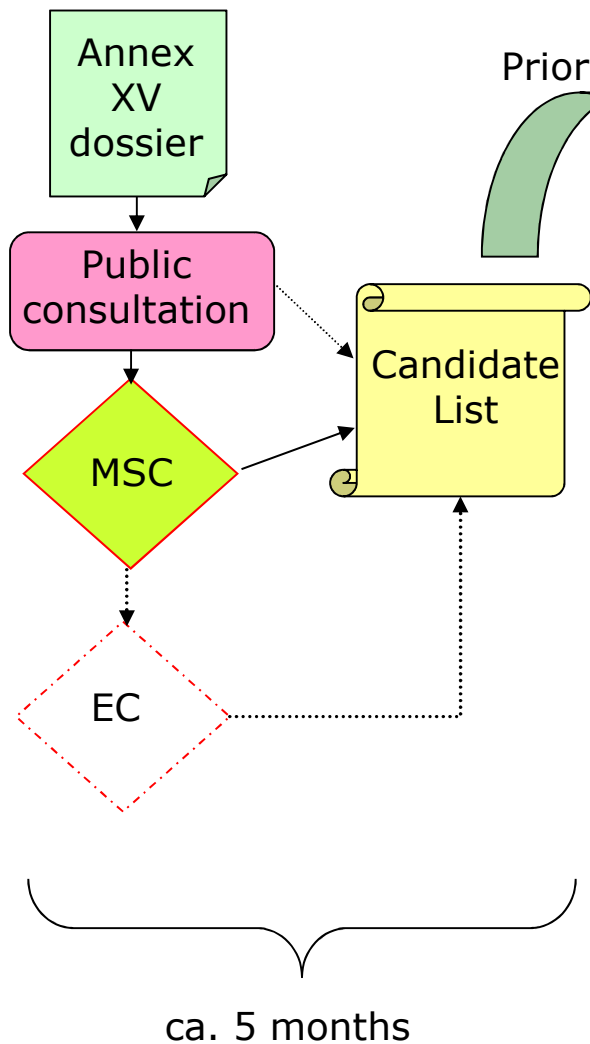 Annex
XV
dossier
Prior
Public
consultation
Candidate
List
MSC
EC
ca. 5 months